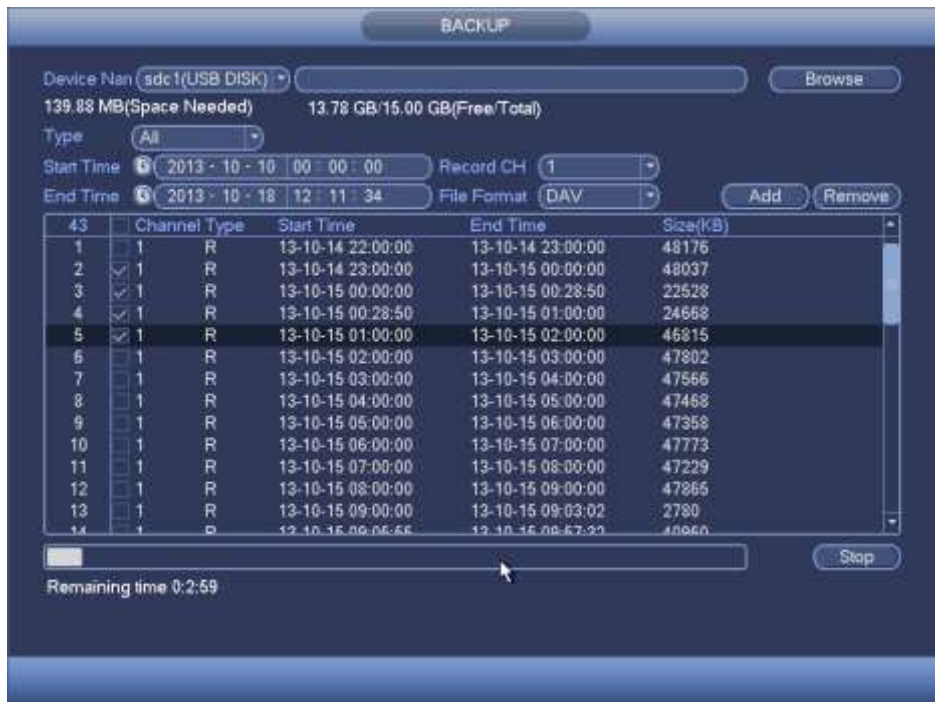 BACKUP
Device Nan sdc1(USB DISK) Browse
139.88 MB(Space Needed) 13.78 GB/15.00 GB(Free/Total)
Type All
Start Time 2013 - 10 - 10 00 : 00 : 00 Record CH 1
End Time 2013 - 10 - 18 12 : 11 : 34 File Format DAV Add Remove
43 Channel Type Start Time End Time Size(KB)
1 1 R 13-10-14 22:00:00 13-10-14 23:00:00 48176
2 1 R 13-10-14 23:00:00 13-10-15 00:00:00 48037
3 1 R 13-10-15 00:00:00 13-10-15 00:28:50 22528
4 1 R 13-10-15 00:28:50 13-10-15 01:00:00 24668
5 1 R 13-10-15 01:00:00 13-10-15 02:00:00 46815
6 1 R 13-10-15 02:00:00 13-10-15 03:00:00 47802
7 1 R 13-10-15 03:00:00 13-10-15 04:00:00 47566
8 1 R 13-10-15 04:00:00 13-10-15 05:00:00 47468
9 1 R 13-10-15 05:00:00 13-10-15 06:00:00 47358
10 1 R 13-10-15 06:00:00 13-10-15 07:00:00 47773
11 1 R 13-10-15 07:00:00 13-10-15 08:00:00 47229
12 1 R 13-10-15 08:00:00 13-10-15 09:00:00 47865
13 1 R 13-10-15 09:00:00 13-10-15 09:03:02 2780
14 1 R
Stop
Remaining time 0:2:59